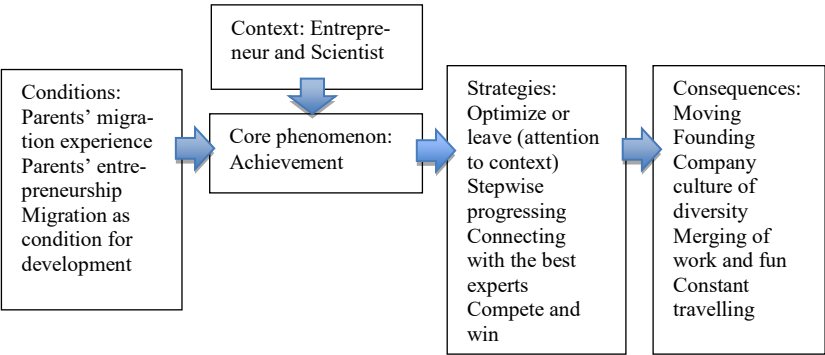 Context: Entrepre-
neur and Scientist
Conditions:
Parents’ migra-
tion experience
Parents’ entre-
preneurship
Migration as
condition for
development
Core phenomenon:
Achievement
Strategies:
Optimize or
leave (attention
to context)
Stepwise
progressing
Connecting
with the best
experts
Compete and
win
Consequences:
Moving
Founding
Company
culture of
diversity
Merging of
work and fun
Constant
travelling